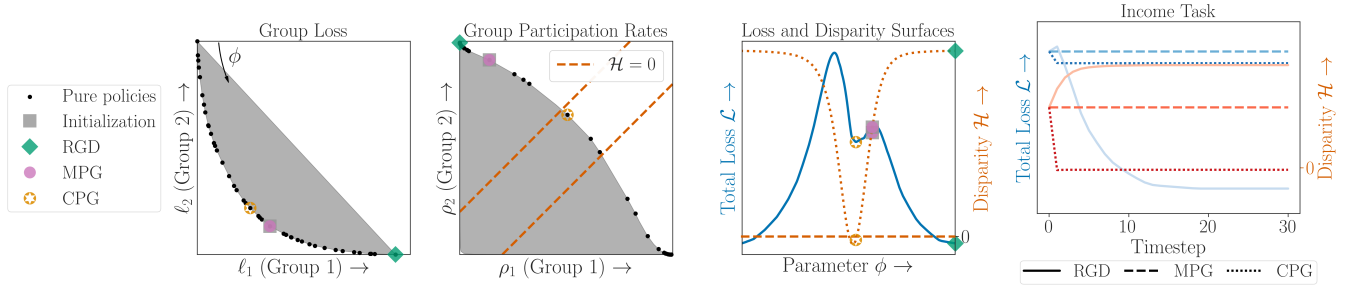 Pure policies
Initialization
RGD
MPG
CPG
Group Loss
ϕ
ℓ₂ (Group 2) →
ℓ₁ (Group 1) →
Group Participation Rates
ℋ = 0
ρ₂ (Group 2) →
ρ₁ (Group 1) →
Loss and Disparity Surfaces
Total Loss ℒ →
Disparity ℋ →
0
Parameter ϕ →
Income Task
Total Loss ℒ →
Disparity ℋ →
0
0 10 20 30
Timestep
RGD MPG CPG